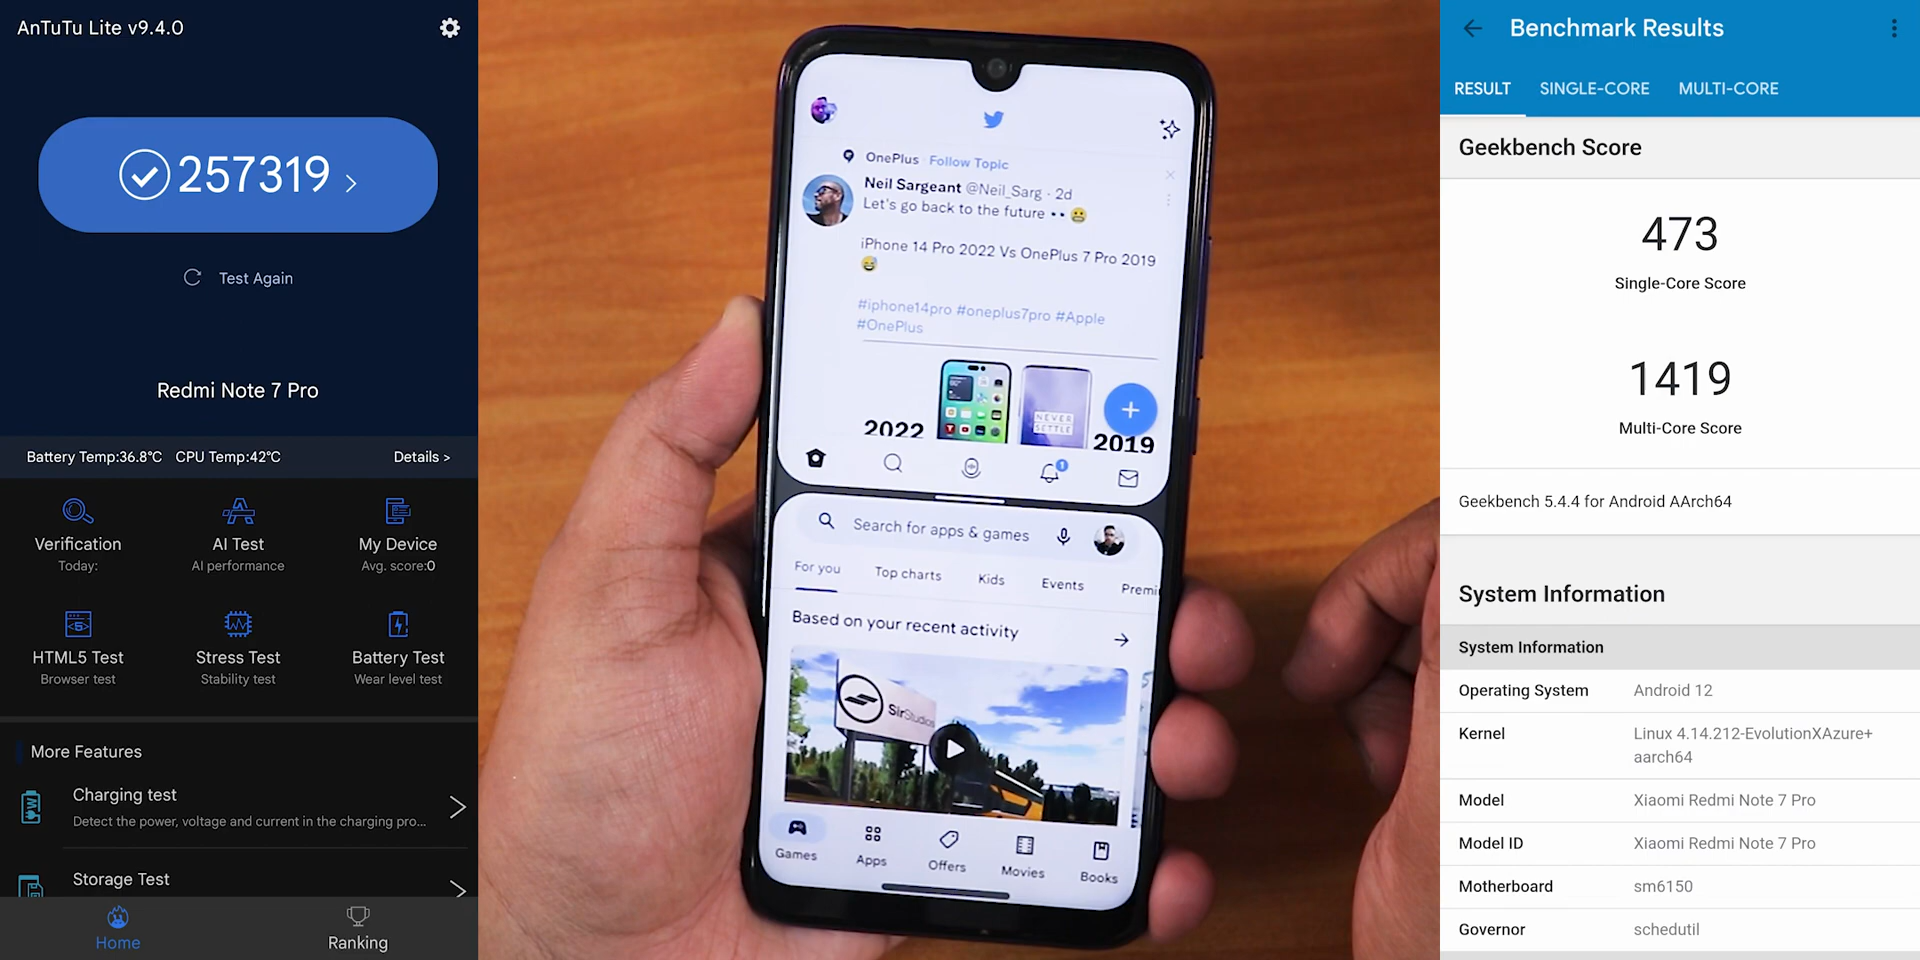 AnTuTu Lite v9.4.0
257319
Test Again
Redmi Note 7 Pro
Battery Temp:36.8℃ CPU Temp:42℃ Details >
Verification
Today:
AI Test
AI performance
My Device
Avg. score:0
HTML5 Test
Browser test
Stress Test
Stability test
Battery Test
Wear level test
More Features
Charging test
Detect the power, voltage and current in the charging pro...
Storage Test
Home
Ranking
OnePlus · Follow Topic
Neil Sargeant @Neil_Sarg · 2d
Let's go back to the future 👀 😬
iPhone 14 Pro 2022 Vs OnePlus 7 Pro 2019
😅
#iphone14pro #oneplus7pro #Apple
#OnePlus
NEVER
SETTLE
2022
2019
1
Search for apps & games
For you
Top charts
Kids
Events
Premi
Based on your recent activity
SirStudios
Games
Apps
Offers
Movies
Books
Benchmark Results
RESULT
SINGLE-CORE
MULTI-CORE
Geekbench Score
473
Single-Core Score
1419
Multi-Core Score
Geekbench 5.4.4 for Android AArch64
System Information
System Information
Operating System Android 12
Kernel Linux 4.14.212-EvolutionXAzure+
aarch64
Model Xiaomi Redmi Note 7 Pro
Model ID Xiaomi Redmi Note 7 Pro
Motherboard sm6150
Governor schedutil